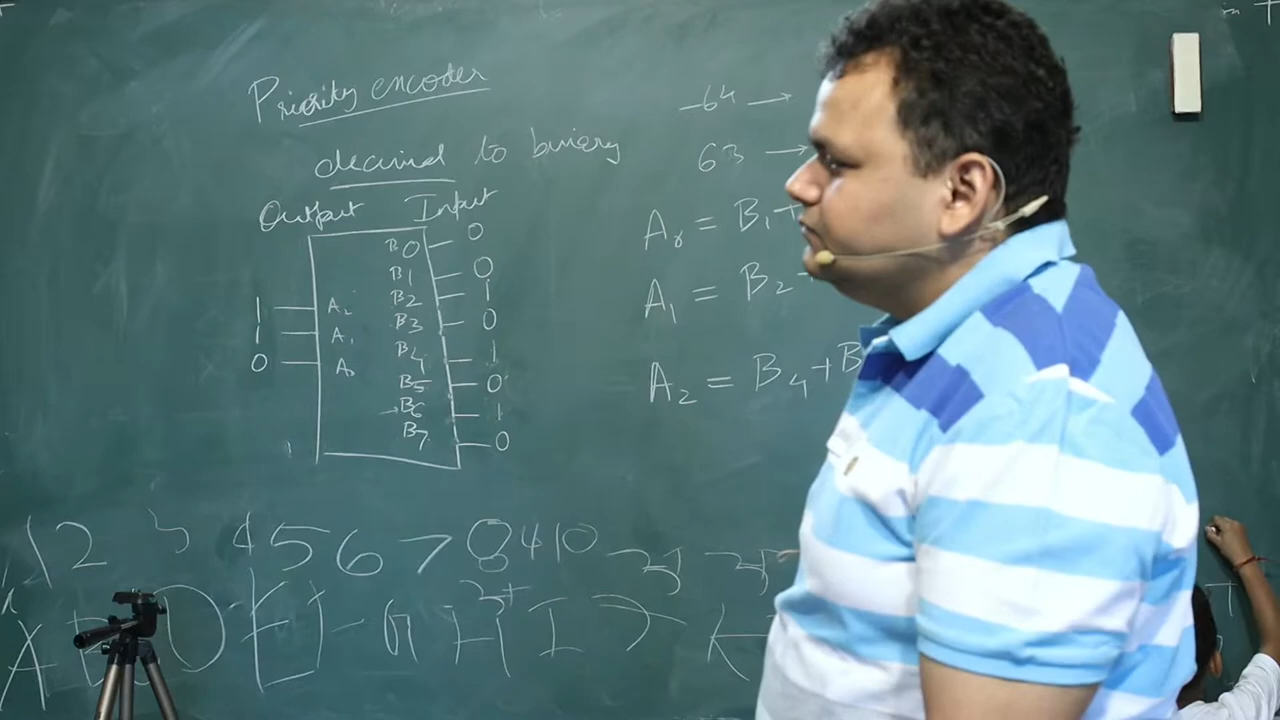 Priority encoder
decimal to binary
Output Input
B0 0
B1 0
B2 1
B3 0
B4 1
B5 0
B6 1
B7 0
1 A2
1 A1
0 A0
-64 →
63 →
A0 = B1+
A1 = B2+
A2 = B4+B
1 2 3 4 5 6 7 8 9 10
A B D E G H I J K